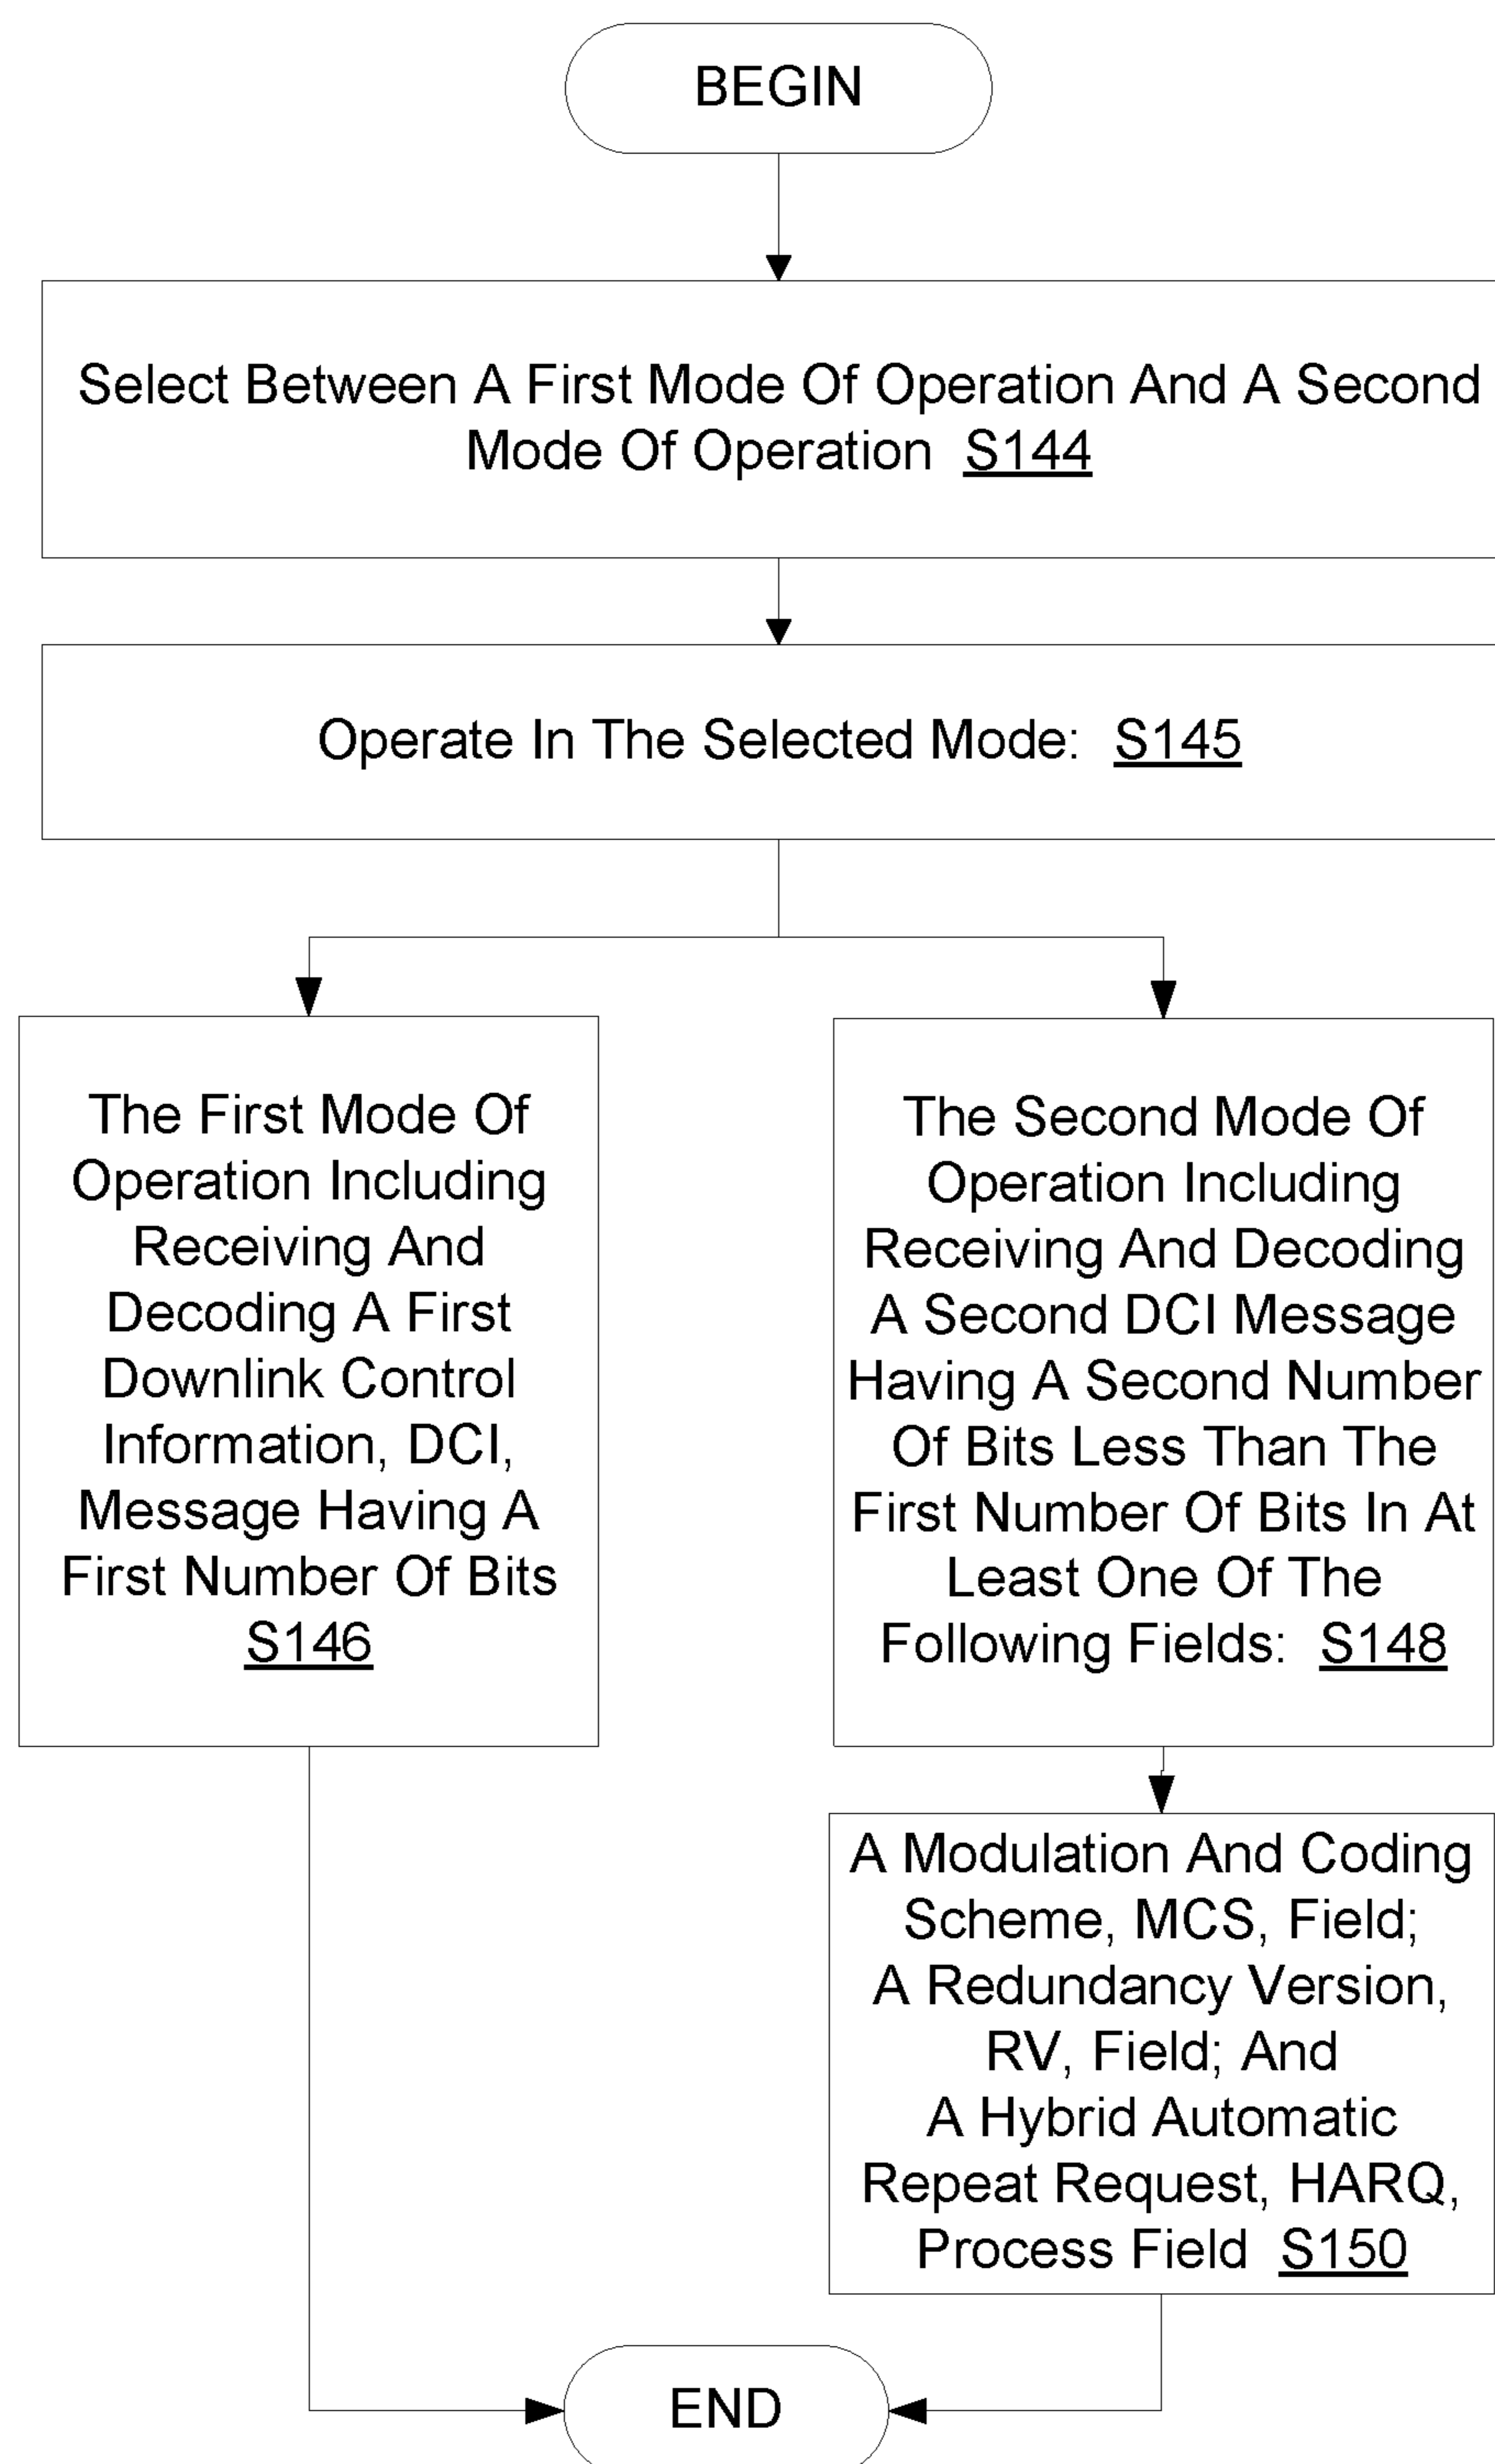 BEGIN
Select Between A First Mode Of Operation And A Second
Mode Of Operation S144
Operate In The Selected Mode: S145
The First Mode Of
Operation Including
Receiving And
Decoding A First
Downlink Control
Information, DCI,
Message Having A
First Number Of Bits
S146
The Second Mode Of
Operation Including
Receiving And Decoding
A Second DCI Message
Having A Second Number
Of Bits Less Than The
First Number Of Bits In At
Least One Of The
Following Fields: S148
A Modulation And Coding
Scheme, MCS, Field;
A Redundancy Version,
RV, Field; And
A Hybrid Automatic
Repeat Request, HARQ,
Process Field S150
END